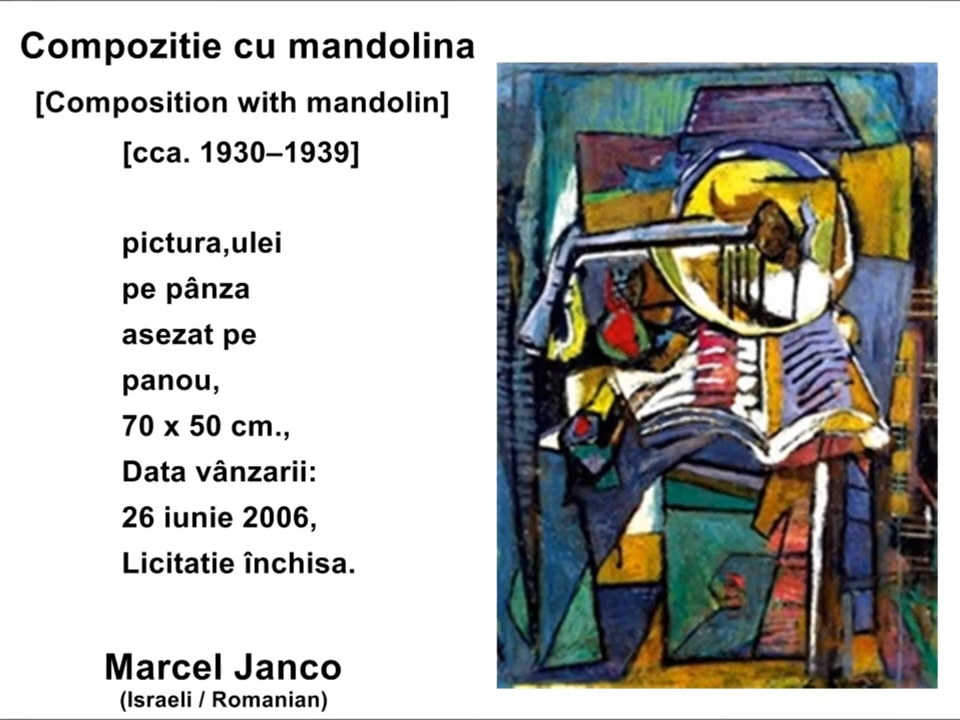 Compozitie cu mandolina
[Composition with mandolin]
[cca. 1930–1939]
pictura,ulei
pe pânza
asezat pe
panou,
70 x 50 cm.,
Data vânzarii:
26 iunie 2006,
Licitatie închisa.
Marcel Janco
(Israeli / Romanian)